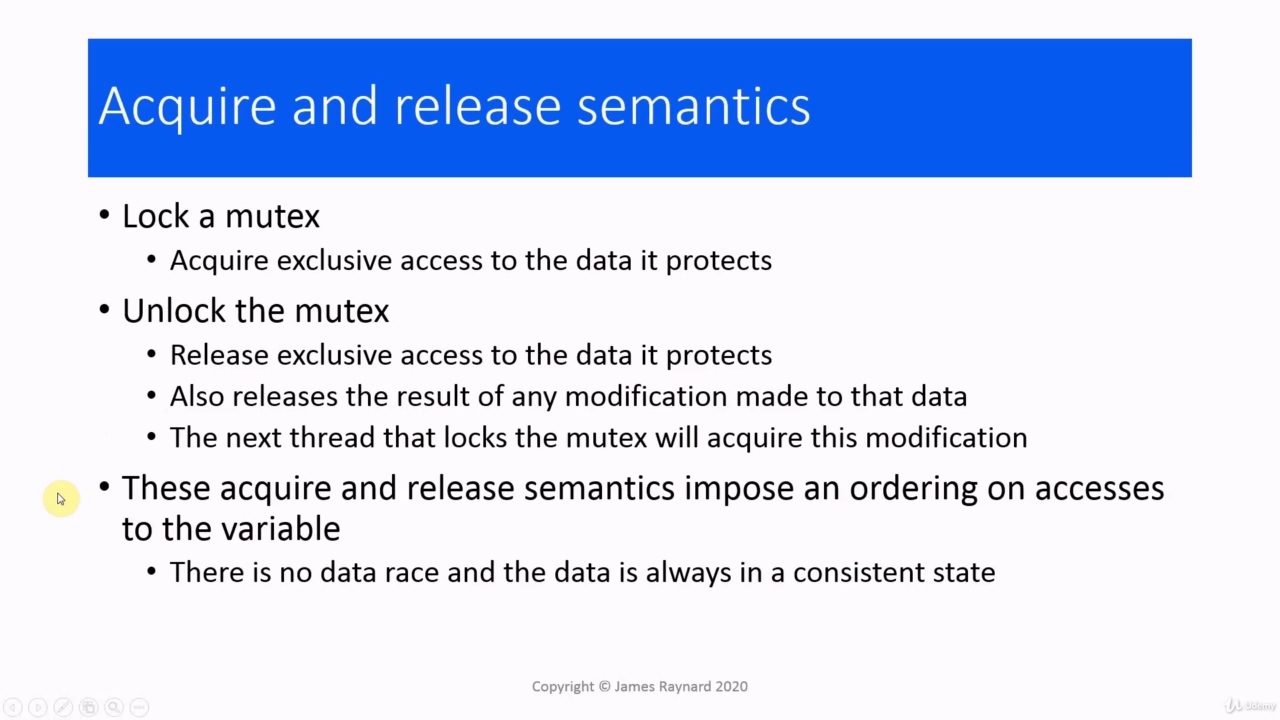 Acquire and release semantics
• Lock a mutex
• Acquire exclusive access to the data it protects
• Unlock the mutex
• Release exclusive access to the data it protects
• Also releases the result of any modification made to that data
• The next thread that locks the mutex will acquire this modification
• These acquire and release semantics impose an ordering on accesses
to the variable
• There is no data race and the data is always in a consistent state
Copyright © James Raynard 2020
Udemy